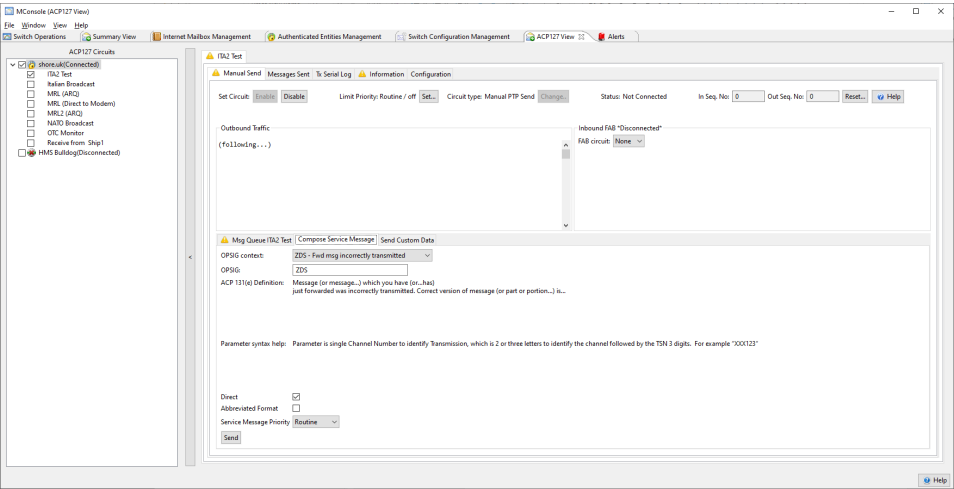 MConsole (ACP127 View)
File Window View Help
Switch Operations Summary View Internet Mailbox Management Authenticated Entities Management Switch Configuration Management ACP127 View Alerts
ACP127 Circuits
shore.uk(Connected)
ITA2 Test
Italian Broadcast
MRL (ARQ)
MRL (Direct to Modem)
MRL2 (ARQ)
NATO Broadcast
OTC Monitor
Receive from Ship1
HMS Bulldog(Disconnected)
<
ITA2 Test
Manual Send Messages Sent Tx Serial Log Information Configuration
Set Circuit: Enable Disable Limit Priority: Routine / off Set... Circuit type: Manual PTP Send Change... Status: Not Connected In Seq. No: 0 Out Seq. No: 0 Reset... Help
Outbound Traffic
(following...)
Inbound FAB "Disconnected"
FAB circuit: None
Msg Queue ITA2 Test Compose Service Message Send Custom Data
OPSIG context: ZDS - Fwd msg incorrectly transmitted
OPSIG: ZDS
ACP 131(e) Definition: Message (or message...) which you have (or...has)
just forwarded was incorrectly transmitted. Correct version of message (or part or portion...) is...
Parameter syntax help: Parameter is single Channel Number to identify Transmission, which is 2 or three letters to identify the channel followed by the TSN 3 digits. For example "XXX123"
Direct
Abbreviated Format
Service Message Priority Routine
Send
Help